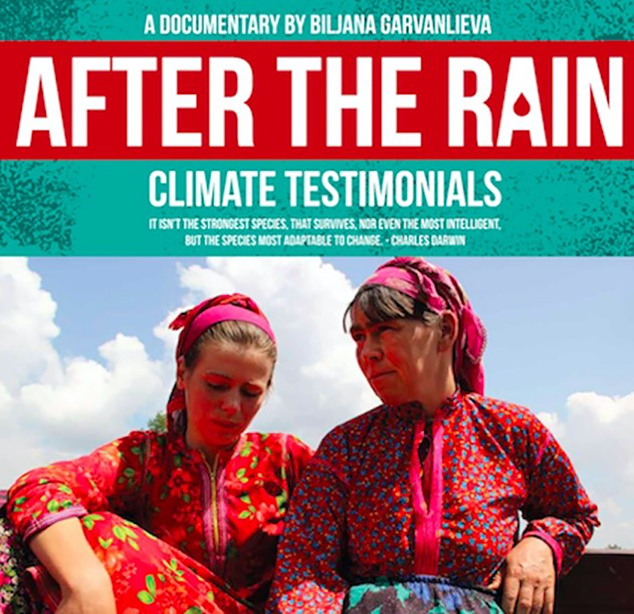 A DOCUMENTARY BY BILJANA GARVANLIEVA
AFTER THE RAIN
CLIMATE TESTIMONIALS
IT ISN'T THE STRONGEST SPECIES, THAT SURVIVES, NOR EVEN THE MOST INTELLIGENT,
BUT THE SPECIES MOST ADAPTABLE TO CHANGE. - CHARLES DARWIN